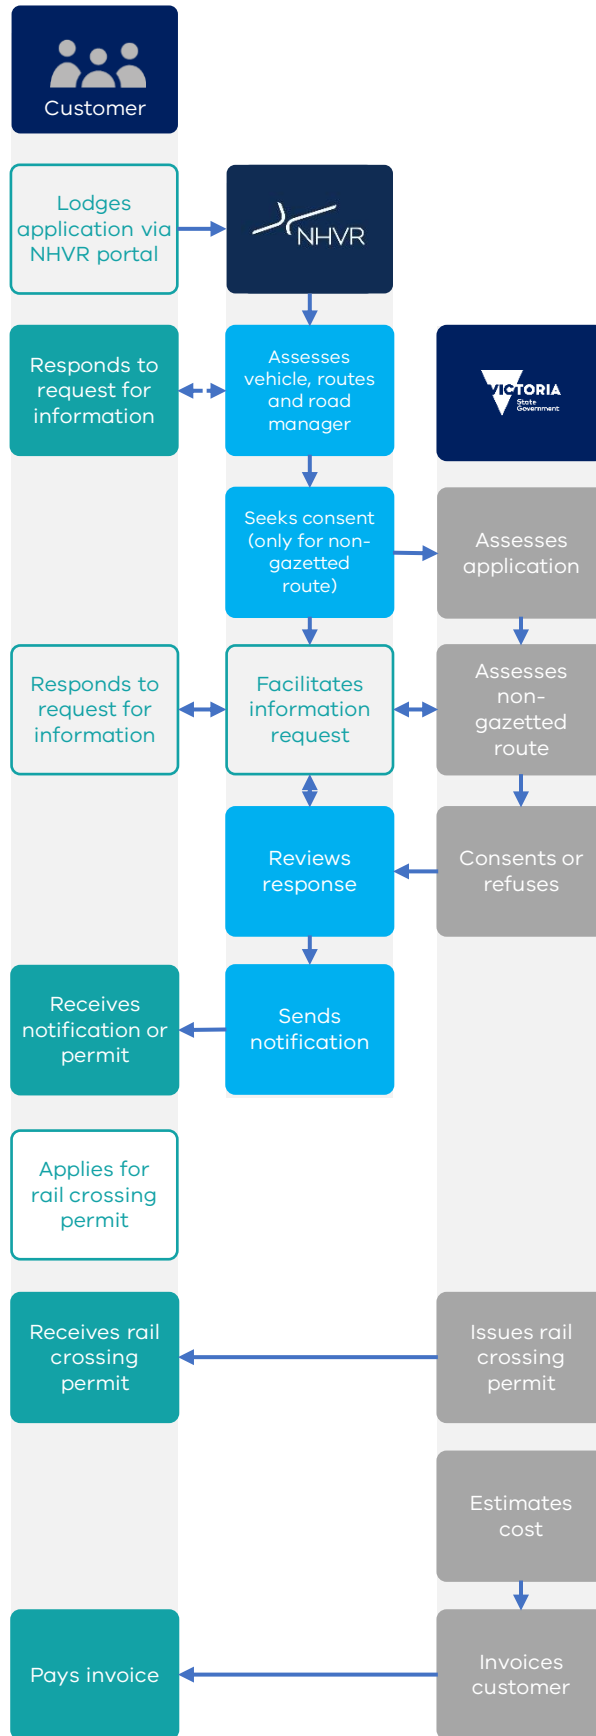 Customer
Lodges
application via
NHVR portal
NHVR
Responds to
request for
information
Assesses
vehicle, routes
and road
manager
VICTORIA
State
Government
Seeks consent
(only for non-
gazetted
route)
Assesses
application
Responds to
request for
information
Facilitates
information
request
Assesses
non-
gazetted
route
Reviews
response
Consents or
refuses
Receives
notification or
permit
Sends
notification
Applies for
rail crossing
permit
Receives rail
crossing
permit
Issues rail
crossing
permit
Estimates
cost
Pays invoice
Invoices
customer